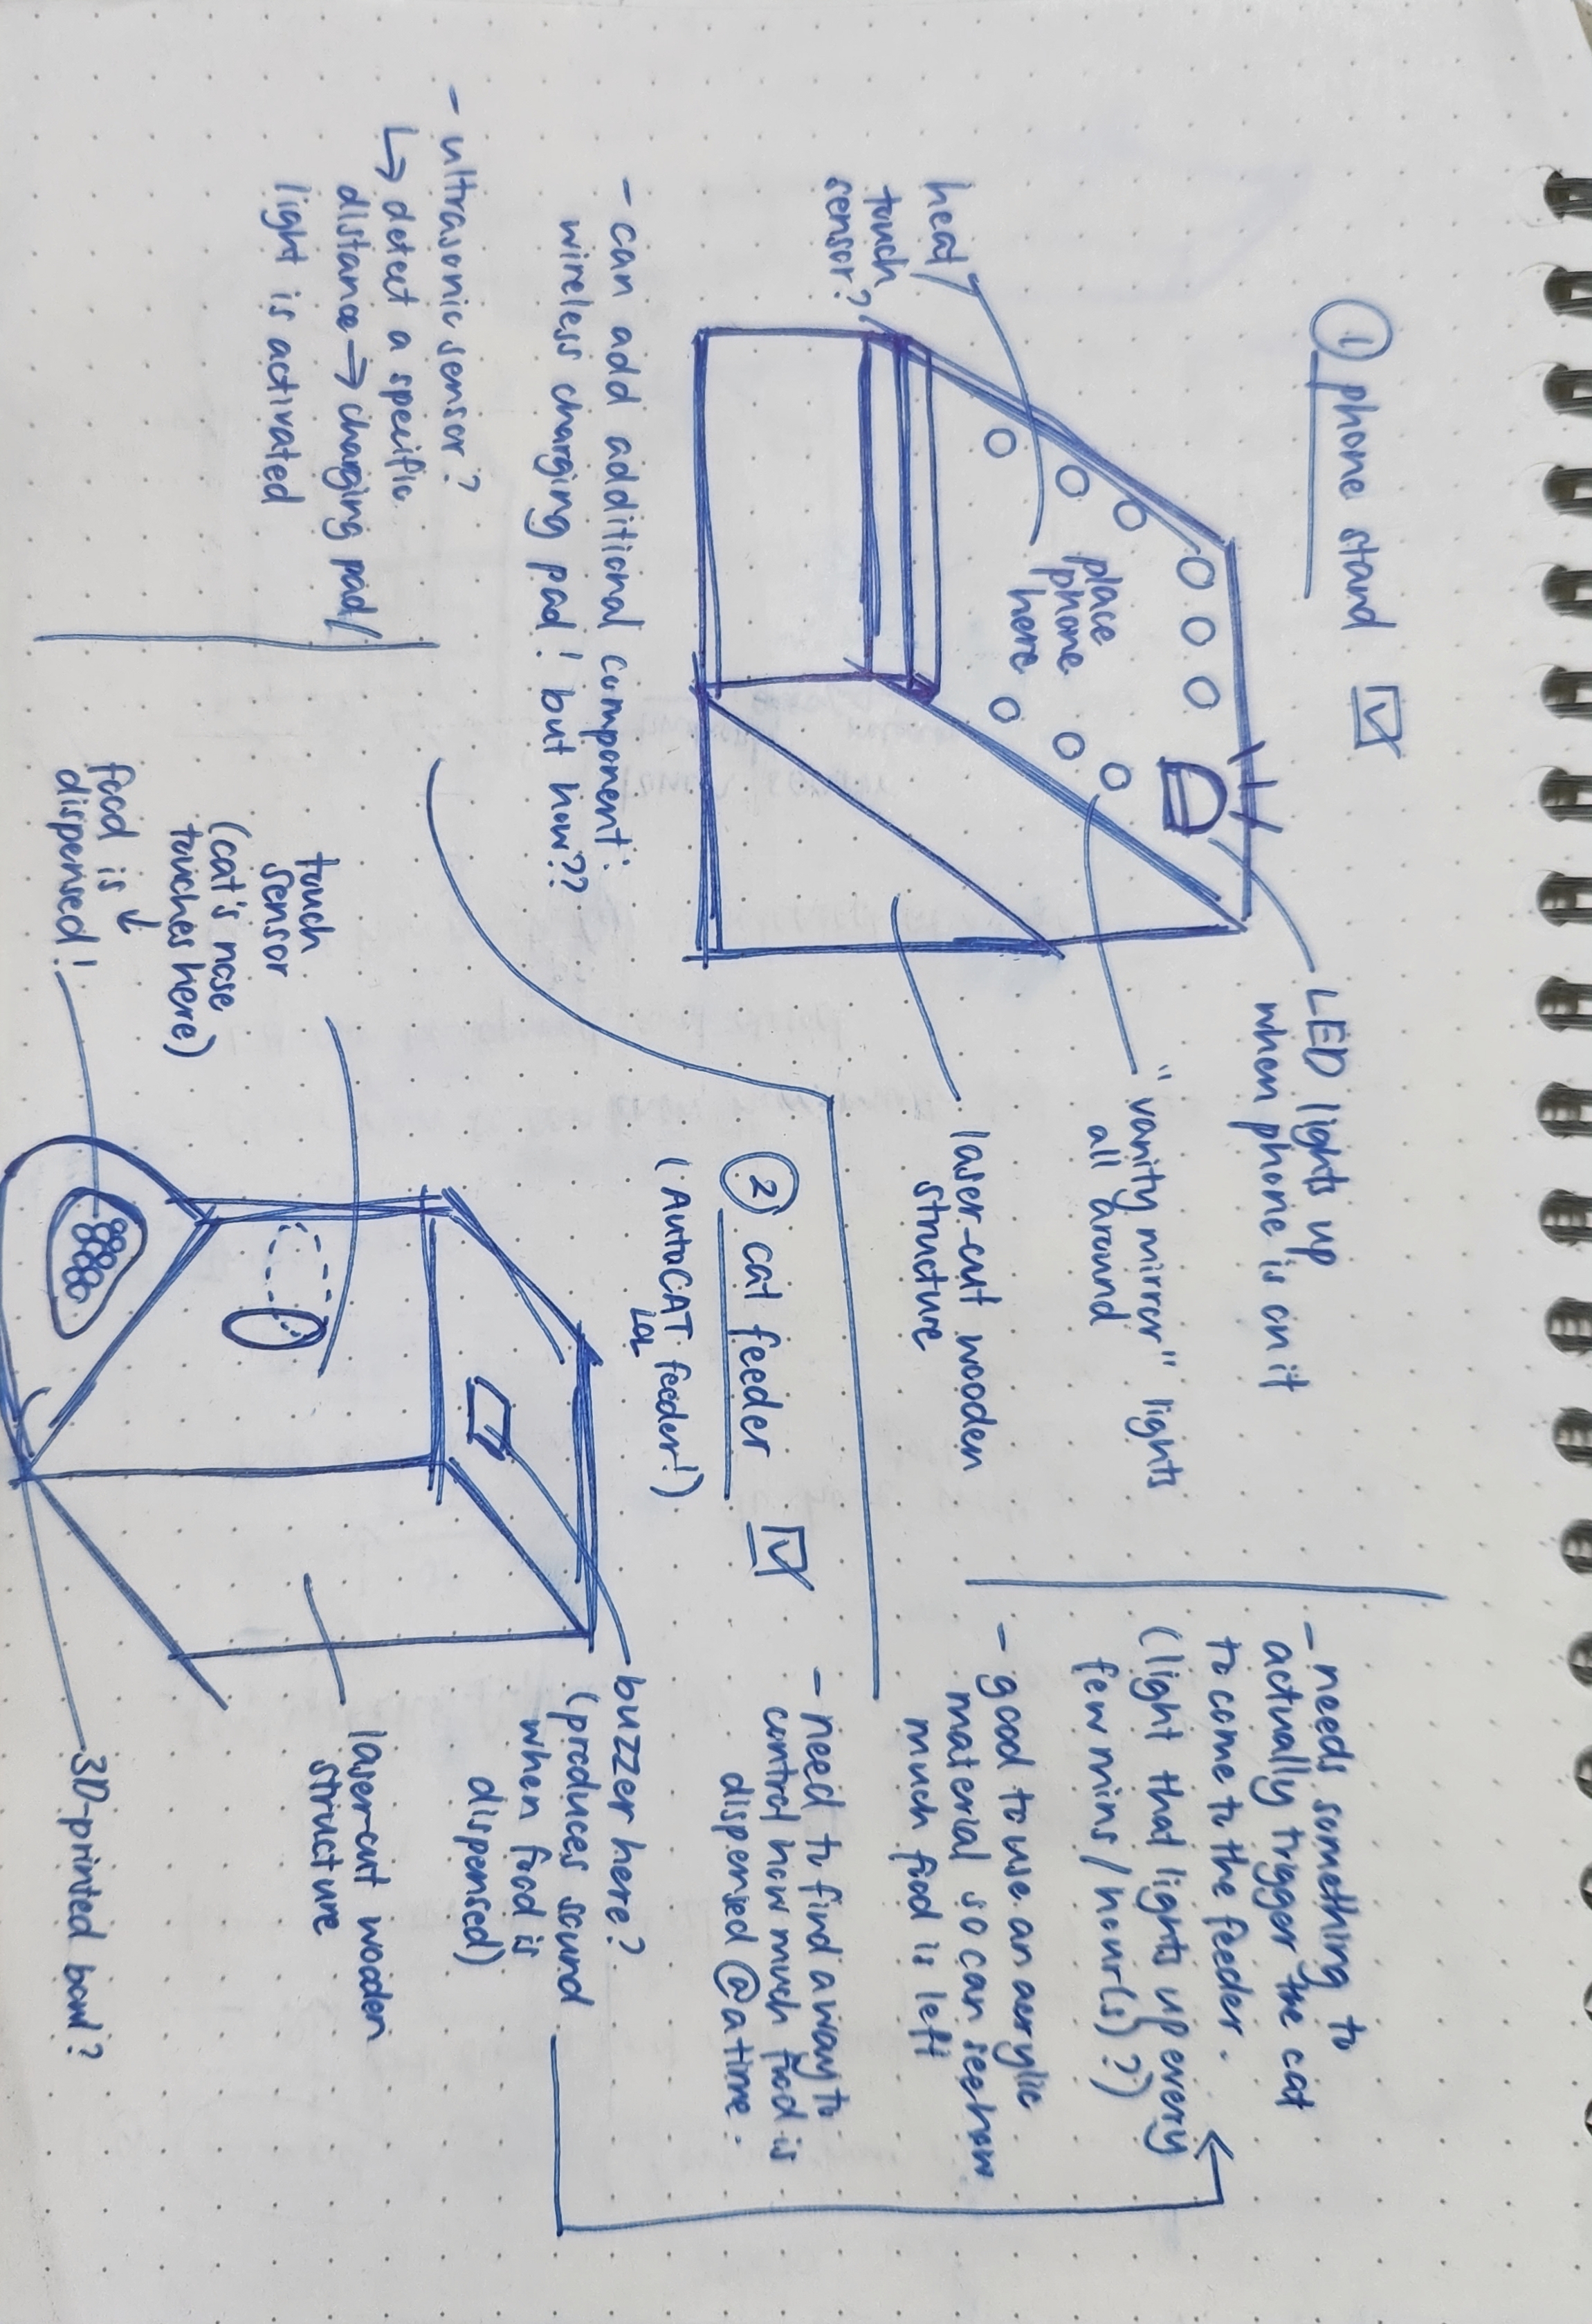 ① phone stand
LED lights up
when phone is on it
"vanity mirror" lights
all around
place
phone
here
laser-cut wooden
structure
heat/
touch
sensor?
- can add additional component:
wireless charging pad! but how??
- ultrasonic sensor?
↳ detect a specific
distance → charging pad/
light is activated
- needs something to
actually trigger the cat
to come to the feeder.
(light that lights up every
few mins/hour(s)?)
- good to use an acrylic
material so can see how
much food is left
- need to find a way to
control how much food is
dispensed @ a time.
② cat feeder
(AutoCAT feeder!)
LOL
buzzer here?
(produces sound
when food is
dispensed)
laser-cut wooden
structure
touch
sensor
(cat's nose
touches here)
↓
food is
dispensed!
3D-printed bowl?